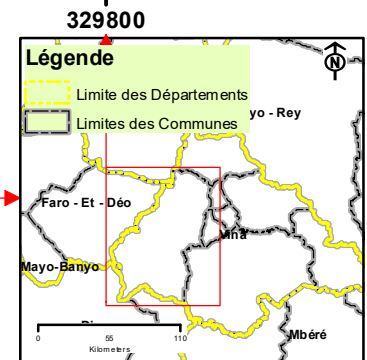 329800
Légende
N
Limite des Départements
Limites des Communes
yo - Rey
Faro - Et - Déo
Vina
Mayo-Banyo
0 55 110
Kilometers
Mbéré